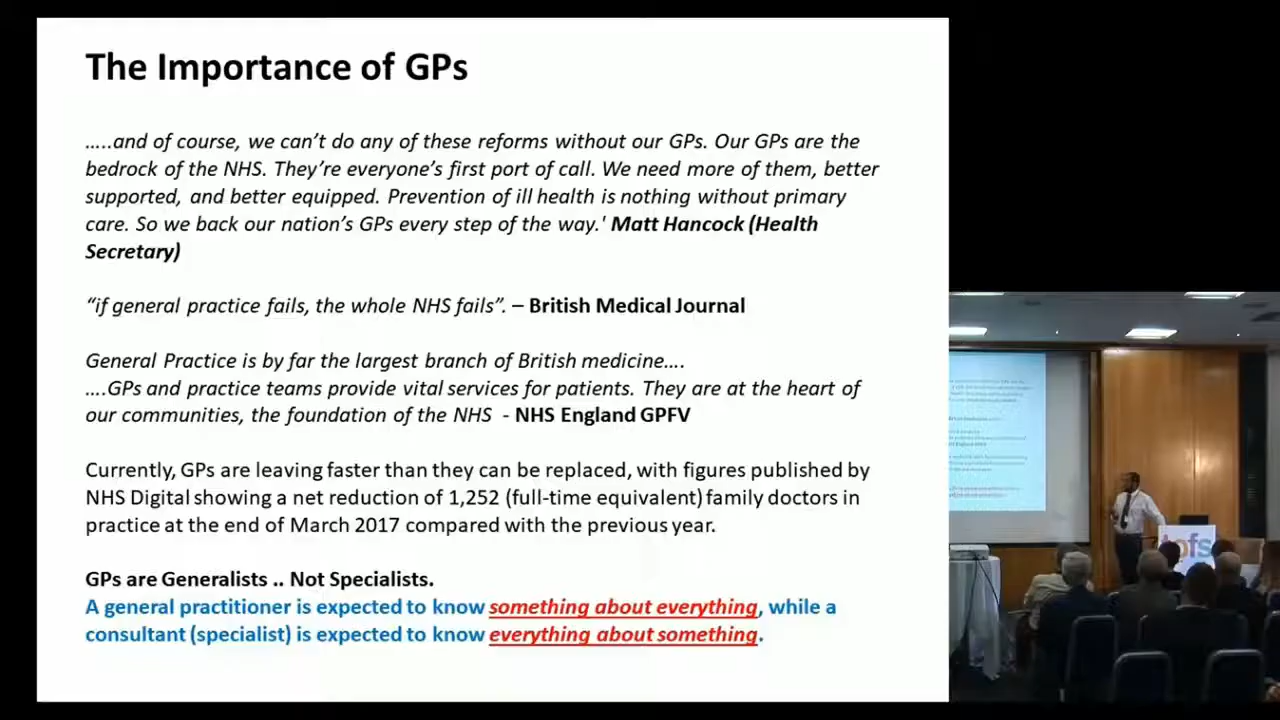 The Importance of GPs
.....and of course, we can't do any of these reforms without our GPs. Our GPs are the
bedrock of the NHS. They're everyone's first port of call. We need more of them, better
supported, and better equipped. Prevention of ill health is nothing without primary
care. So we back our nation's GPs every step of the way.' Matt Hancock (Health
Secretary)
“if general practice fails, the whole NHS fails”. – British Medical Journal
General Practice is by far the largest branch of British medicine....
....GPs and practice teams provide vital services for patients. They are at the heart of
our communities, the foundation of the NHS - NHS England GPFV
Currently, GPs are leaving faster than they can be replaced, with figures published by
NHS Digital showing a net reduction of 1,252 (full-time equivalent) family doctors in
practice at the end of March 2017 compared with the previous year.
GPs are Generalists .. Not Specialists.
A general practitioner is expected to know something about everything, while a
consultant (specialist) is expected to know everything about something.